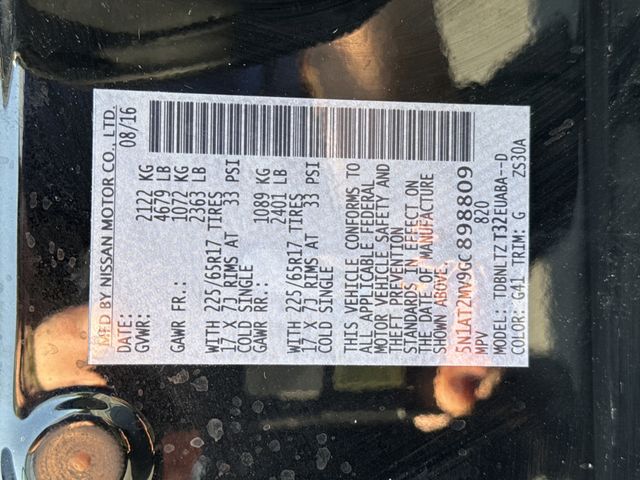 MFD BY NISSAN MOTOR CO., LTD.
DATE: 08/16
GVWR: 2122 KG
4679 LB
GAWR FR.: 1072 KG
2363 LB
WITH 225/65R17 TIRES
17 X 7J RIMS AT 33 PSI
COLD SINGLE
GAWR RR.: 1089 KG
2401 LB
WITH 225/65R17 TIRES
17 X 7J RIMS AT 33 PSI
COLD SINGLE
THIS VEHICLE CONFORMS TO
ALL APPLICABLE FEDERAL
MOTOR VEHICLE SAFETY AND
THEFT PREVENTION
STANDARDS IN EFFECT ON
THE DATE OF MANUFACTURE
SHOWN ABOVE.
5N1AT2MV9GC898809
MPV 820
MODEL: TDBNLTZ T32EUABA--D
COLOR: G41 TRIM: G ZS30A